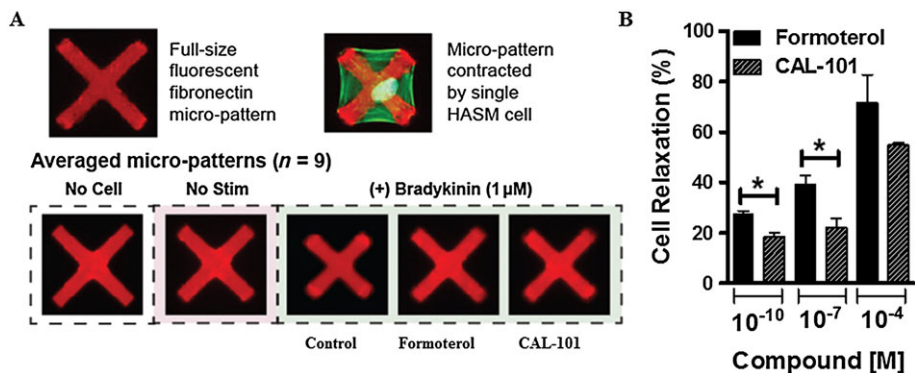 A
Full-size
fluorescent
fibronectin
micro-pattern
Micro-pattern
contracted
by single
HASM cell
Averaged micro-patterns (n = 9)
No Cell
No Stim
(+) Bradykinin (1 µM)
Control
Formoterol
CAL-101
B
Formoterol
CAL-101
Cell Relaxation (%)
100
80
60
40
20
0
*
*
10⁻¹⁰
10⁻⁷
10⁻⁴
Compound [M]